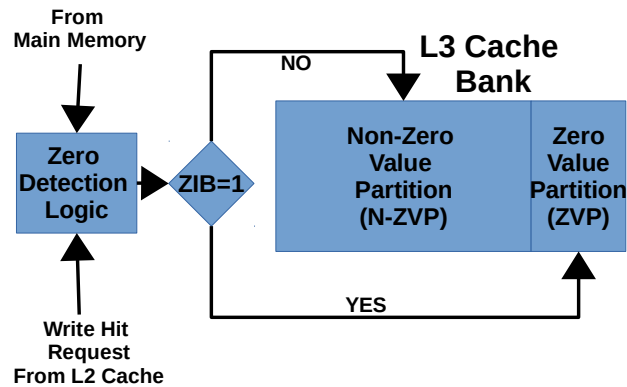 From
Main Memory
Zero
Detection
Logic
Write Hit
Request
From L2 Cache
ZIB=1
NO
YES
L3 Cache
Bank
Non-Zero
Value
Partition
(N-ZVP)
Zero
Value
Partition
(ZVP)